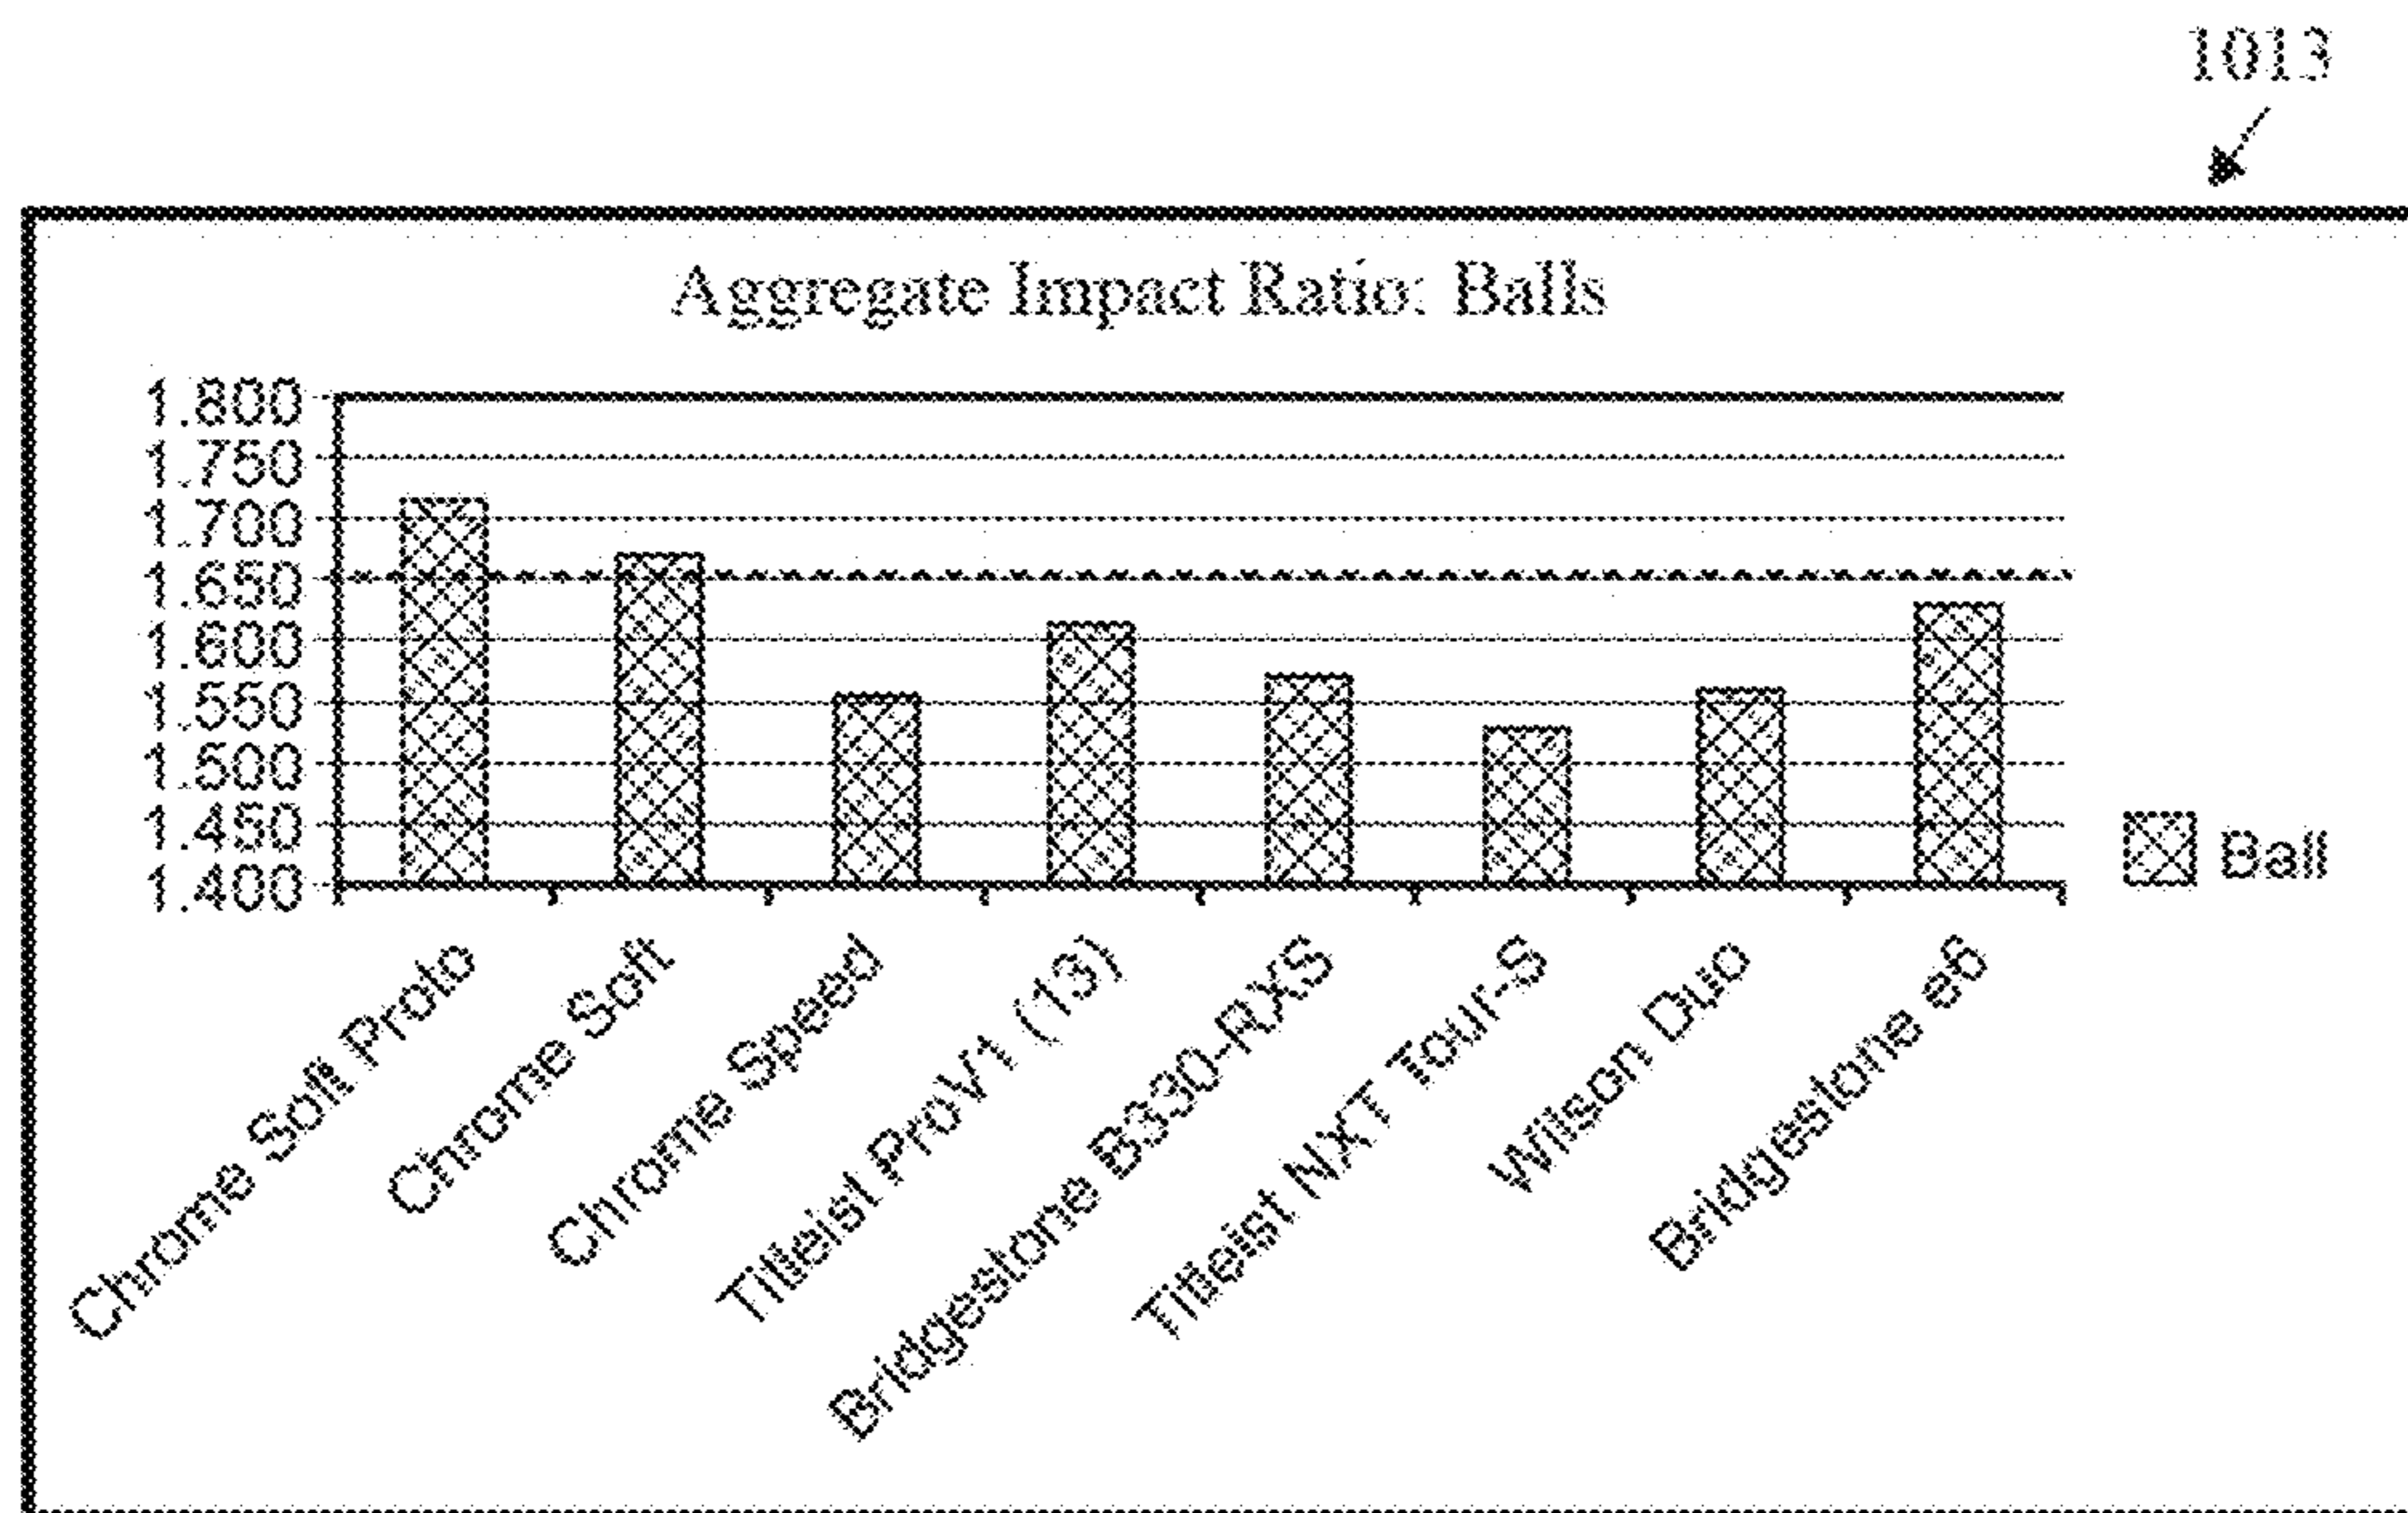 1013
Aggregate Impact Ratio: Balls
1.800
1.750
1.700
1.650
1.600
1.550
1.500
1.450
1.400
Ball
Chrome Soft Proto
Chrome Soft
Chrome Speed
Titleist ProV1 (13)
Bridgestone B330-RXS
Titleist NXT Tour-S
Wilson Duo
Bridgestone e6